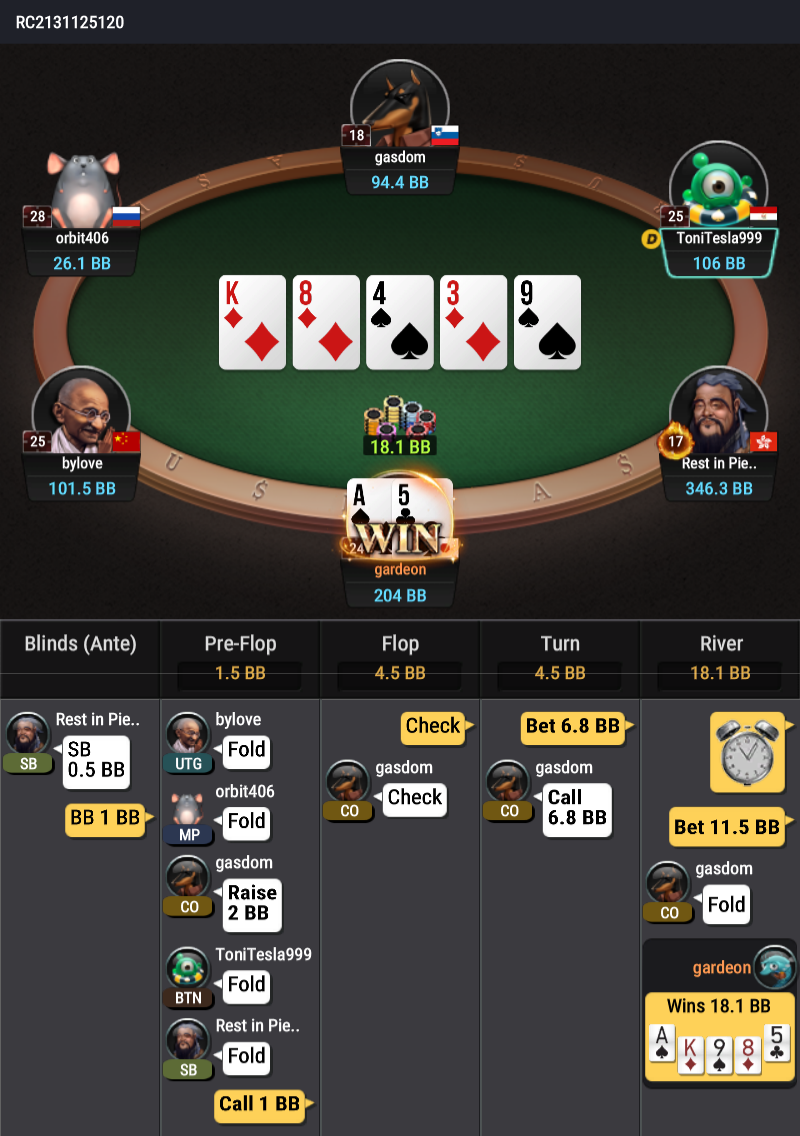 RC2131125120
18
gasdom
94.4 BB
28
orbit406
26.1 BB
25
D
ToniTesla999
106 BB
K 8 4 3 9
18.1 BB
25
bylove
101.5 BB
17
Rest in Pie..
346.3 BB
A 5
24
WIN
gardeon
204 BB
U $ A $
Blinds (Ante)
Rest in Pie..
SB
SB
0.5 BB
BB 1 BB
Pre-Flop
1.5 BB
bylove
UTG
Fold
orbit406
MP
Fold
gasdom
CO
Raise
2 BB
ToniTesla999
BTN
Fold
Rest in Pie..
SB
Fold
Call 1 BB
Flop
4.5 BB
Check
gasdom
CO
Check
Turn
4.5 BB
Bet 6.8 BB
gasdom
CO
Call
6.8 BB
River
18.1 BB
Bet 11.5 BB
gasdom
CO
Fold
gardeon
Wins 18.1 BB
A K 9 8 5